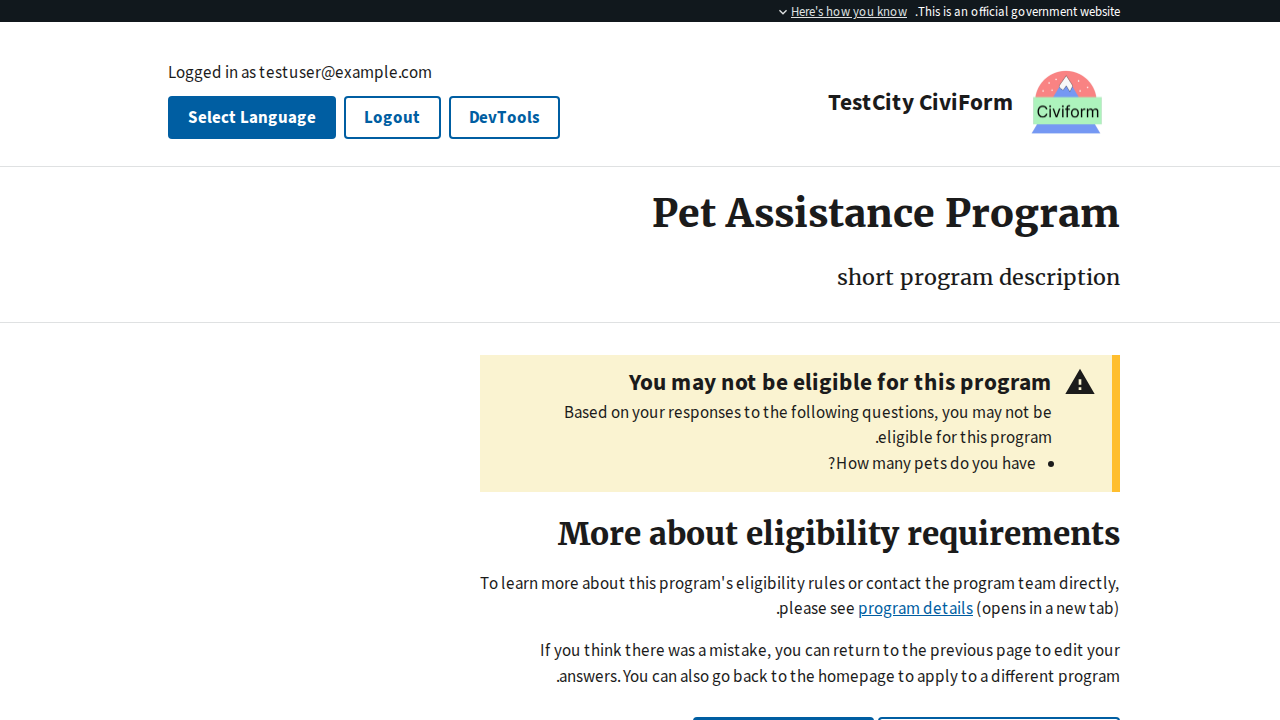 This is an official government website. Here's how you know
TestCity CiviForm
Civiform
Logged in as testuser@example.com
Select Language
Logout
DevTools
Pet Assistance Program
short program description
You may not be eligible for this program
Based on your responses to the following questions, you may not be
eligible for this program.
• How many pets do you have?
More about eligibility requirements
To learn more about this program's eligibility rules or contact the program team directly,
please see program details (opens in a new tab).
If you think there was a mistake, you can return to the previous page to edit your
answers. You can also go back to the homepage to apply to a different program.